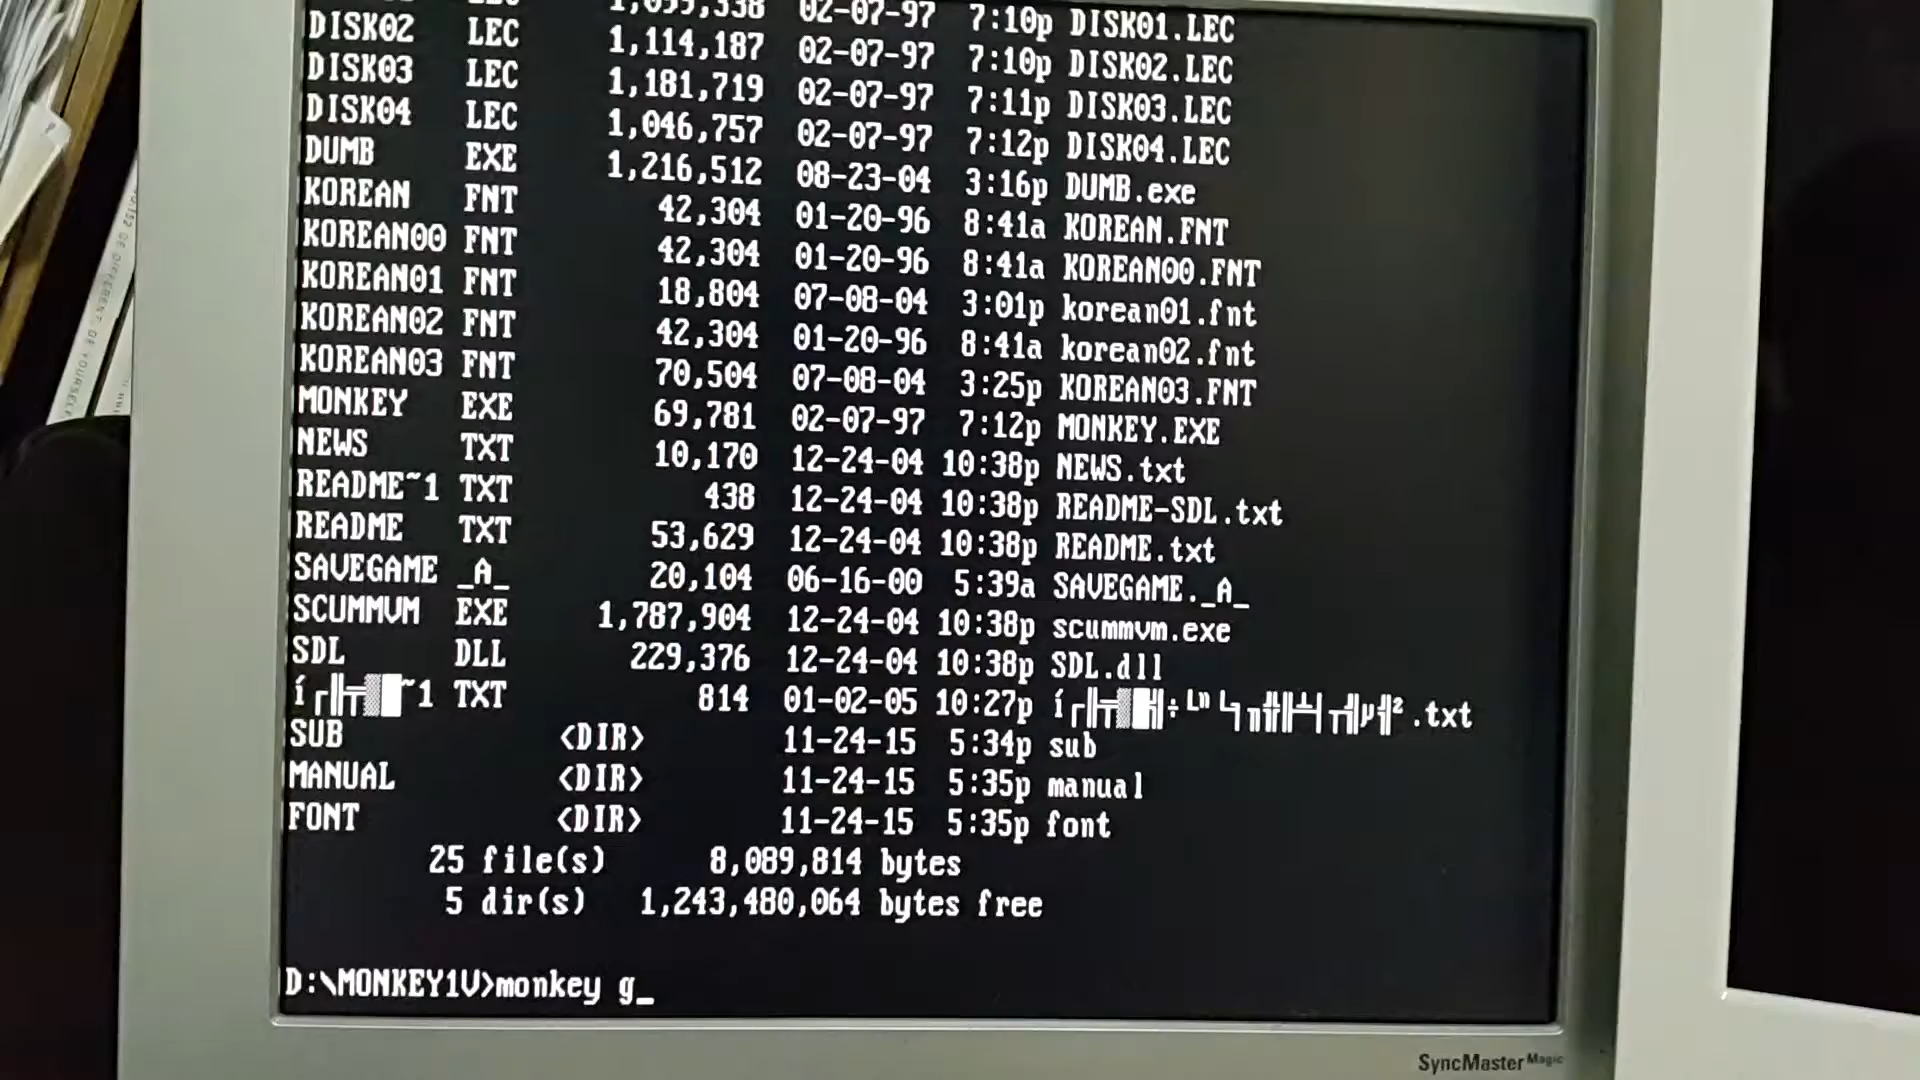 1,099,338 02-07-97 7:10p DISK01.LEC
DISK02 LEC 1,114,187 02-07-97 7:10p DISK02.LEC
DISK03 LEC 1,181,719 02-07-97 7:11p DISK03.LEC
DISK04 LEC 1,046,757 02-07-97 7:12p DISK04.LEC
DUMB EXE 1,216,512 08-23-04 3:16p DUMB.exe
KOREAN FNT 42,304 01-20-96 8:41a KOREAN.FNT
KOREAN00 FNT 42,304 01-20-96 8:41a KOREAN00.FNT
KOREAN01 FNT 18,804 07-08-04 3:01p korean01.fnt
KOREAN02 FNT 42,304 01-20-96 8:41a korean02.fnt
KOREAN03 FNT 70,504 07-08-04 3:25p KOREAN03.FNT
MONKEY EXE 69,781 02-07-97 7:12p MONKEY.EXE
NEWS TXT 10,170 12-24-04 10:38p NEWS.txt
README~1 TXT 438 12-24-04 10:38p README-SDL.txt
README TXT 53,629 12-24-04 10:38p README.txt
SAVEGAME _A_ 20,104 06-16-00 5:39a SAVEGAME._A_
SCUMMVM EXE 1,787,904 12-24-04 10:38p scummvm.exe
SDL DLL 229,376 12-24-04 10:38p SDL.dll
~1 TXT 814 01-02-05 10:27p .txt
SUB <DIR> 11-24-15 5:34p sub
MANUAL <DIR> 11-24-15 5:35p manual
FONT <DIR> 11-24-15 5:35p font
25 file(s) 8,089,814 bytes
5 dir(s) 1,243,480,064 bytes free
D:\MONKEY1V>monkey g_
SyncMaster Magic